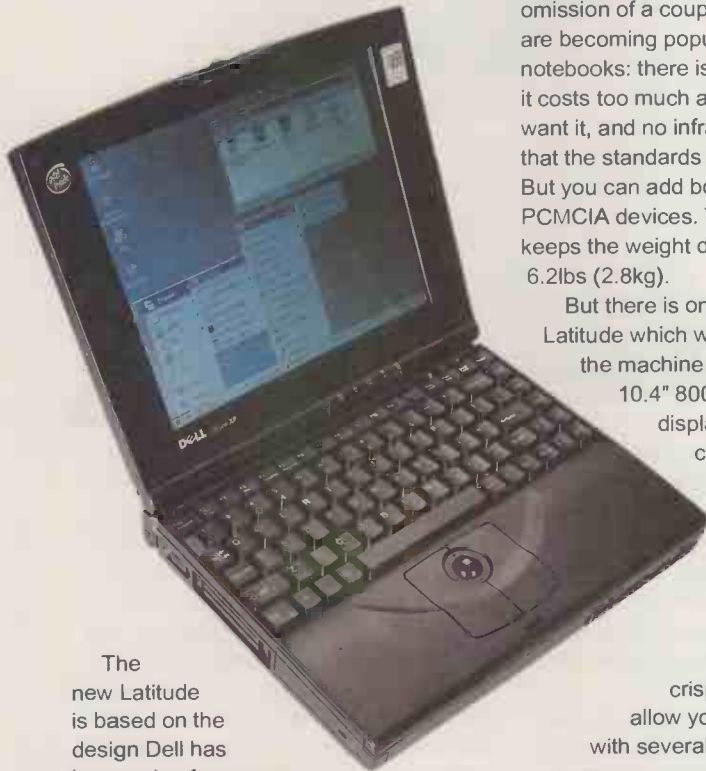 omission of a coup
are becoming popu
notebooks: there is
it costs too much a
want it, and no infra
that the standards
But you can add bo
PCMCIA devices. T
keeps the weight d
6.2lbs (2.8kg).
But there is on
Latitude which w
the machine
10.4" 800
displa
c
DELL
The
new Latitude
is based on the
design Dell has
cris
allow yo
with several